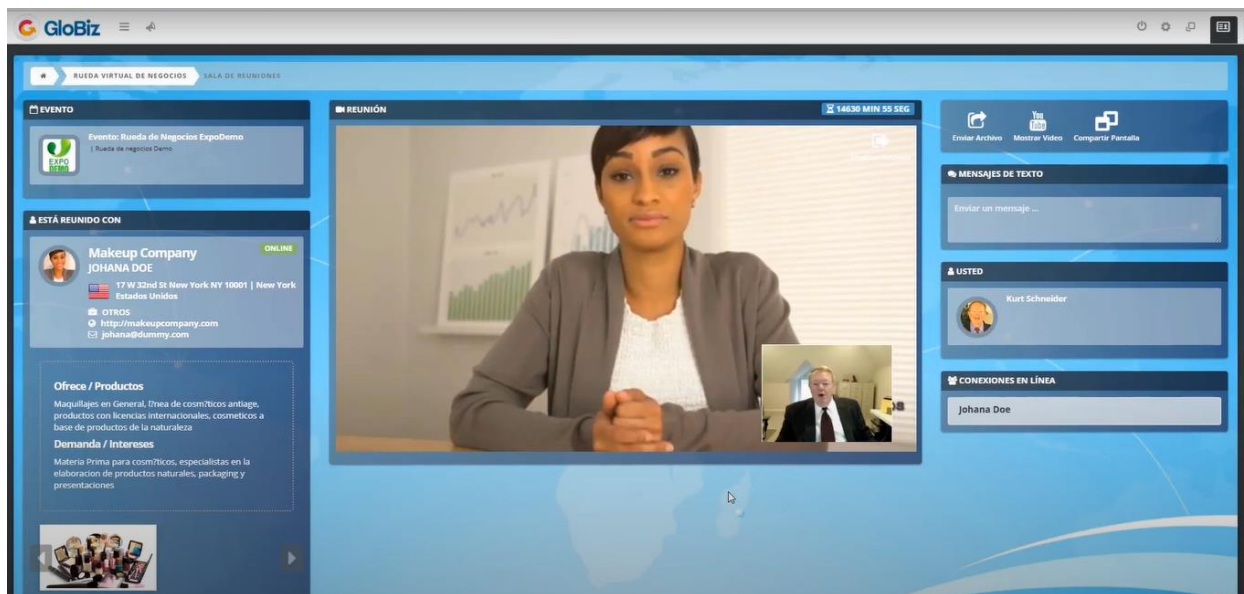 GloBiz
RUEDA VIRTUAL DE NEGOCIOS
SALA DE REUNIONES
EVENTO
Evento: Rueda de Negocios ExpoDemo
| Rueda de negocios Demo
EXPO
DEMO
ESTÁ REUNIDO CON
Makeup Company
ONLINE
JOHANA DOE
17 W 32nd St New York NY 10001 | New York
Estados Unidos
OTROS
http://makeupcompany.com
johana@dummy.com
Ofrece / Productos
Maquillajes en General, l?nea de cosm?ticos antiage,
productos con licencias internacionales, cosmeticos a
base de productos de la naturaleza
Demanda / Intereses
Materia Prima para cosm?ticos, especialistas en la
elaboracion de productos naturales, packaging y
presentaciones
REUNIÓN
14630 MIN 55 SEG
You
Tube
Enviar Archivo
Mostrar Video
Compartir Pantalla
MENSAJES DE TEXTO
Enviar un mensaje ...
USTED
Kurt Schneider
CONEXIONES EN LÍNEA
Johana Doe